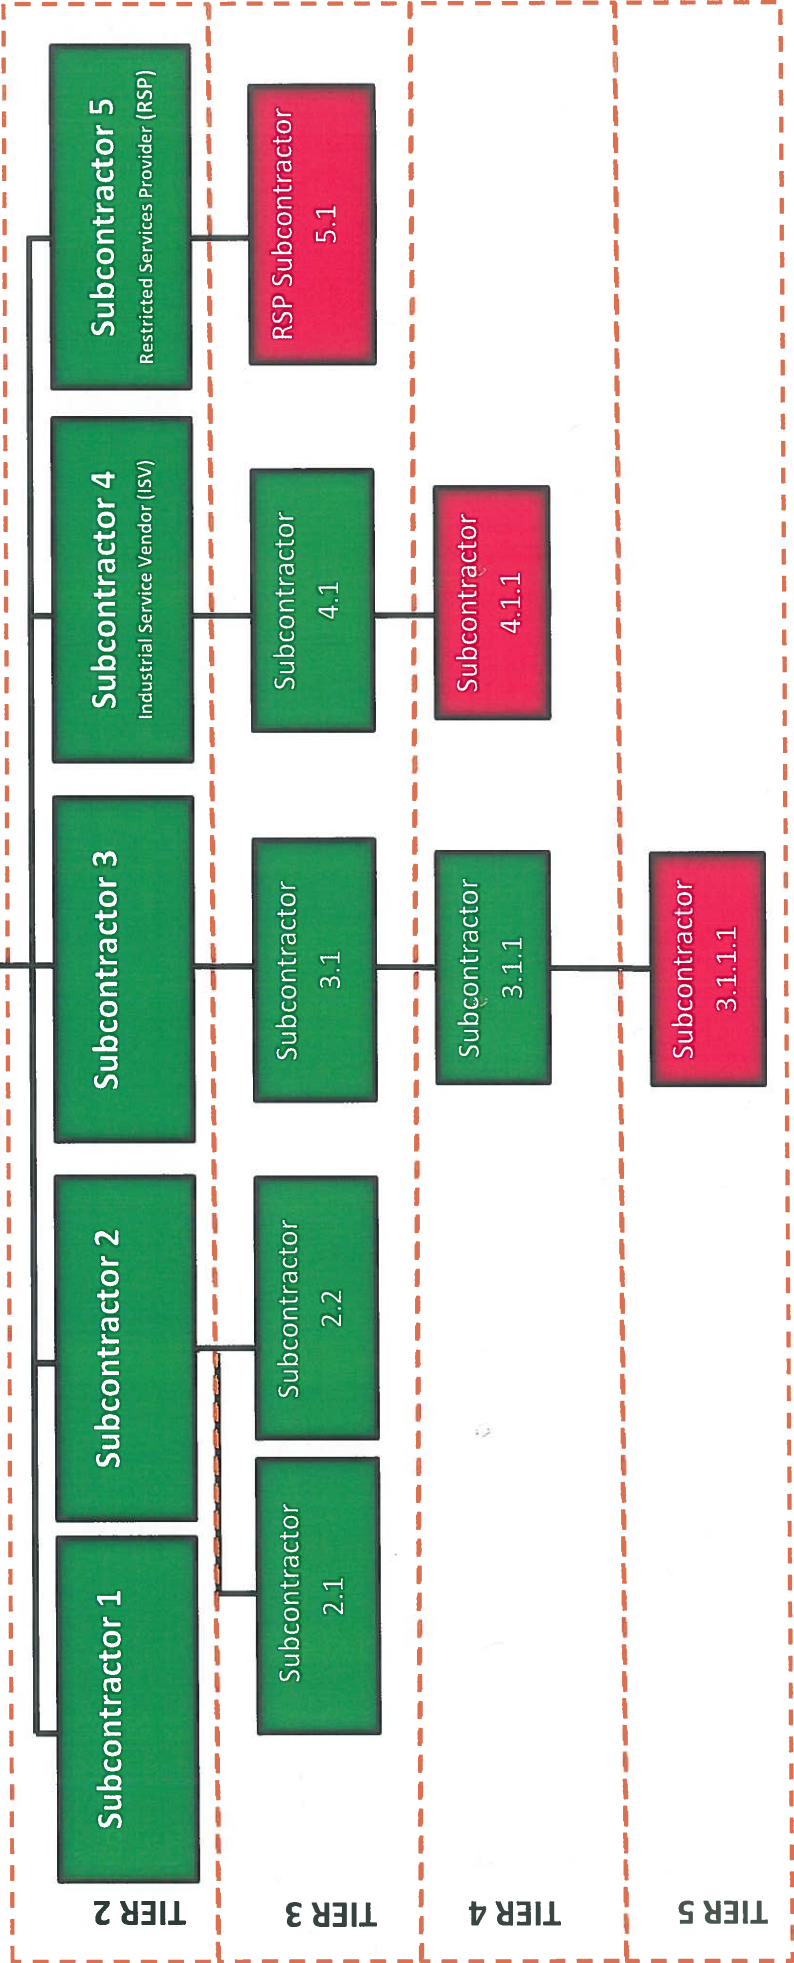 TIER 2
Subcontractor 1
Subcontractor 2
Subcontractor 3
Subcontractor 4
Industrial Service Vendor (ISV)
Subcontractor 5
Restricted Services Provider (RSP)
TIER 3
Subcontractor
2.1
Subcontractor
2.2
Subcontractor
3.1
Subcontractor
4.1
RSP Subcontractor
5.1
TIER 4
Subcontractor
3.1.1
Subcontractor
4.1.1
TIER 5
Subcontractor
3.1.1.1